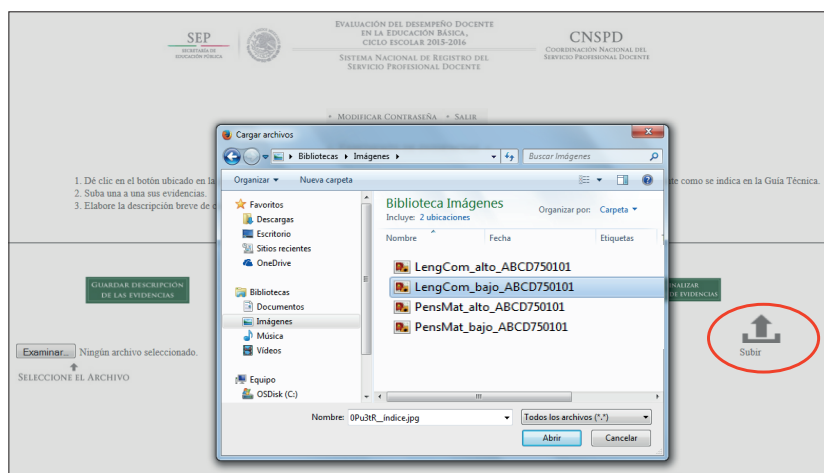 SEP
SECRETARÍA DE
EDUCACIÓN PÚBLICA
EVALUACIÓN DEL DESEMPEÑO DOCENTE
EN LA EDUCACIÓN BÁSICA,
CICLO ESCOLAR 2015-2016
SISTEMA NACIONAL DE REGISTRO DEL
SERVICIO PROFESIONAL DOCENTE
CNSPD
COORDINACIÓN NACIONAL DEL
SERVICIO PROFESIONAL DOCENTE
• MODIFICAR CONTRASEÑA • SALIR
1. Dé clic en el botón ubicado en la
te como se indica en la Guía Técnica.
2. Suba una a una sus evidencias.
3. Elabore la descripción breve de
Cargar archivos
Bibliotecas Imágenes
Buscar Imágenes
Organizar Nueva carpeta
Favoritos
Descargas
Escritorio
Sitios recientes
OneDrive
Bibliotecas
Documentos
Imágenes
Música
Vídeos
Equipo
OSDisk (C:)
Biblioteca Imágenes
Incluye: 2 ubicaciones
Organizar por: Carpeta
Nombre Fecha Etiquetas
LengCom_alto_ABCD750101
LengCom_bajo_ABCD750101
PensMat_alto_ABCD750101
PensMat_bajo_ABCD750101
Nombre: 0Pu3tR_indice.jpg
Todos los archivos (*.*)
Abrir Cancelar
GUARDAR DESCRIPCIÓN
DE LAS EVIDENCIAS
INALIZAR
DE EVIDENCIAS
Examinar... Ningún archivo seleccionado.
SELECCIONE EL ARCHIVO
Subir